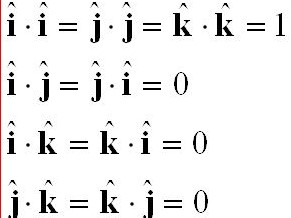 î · î = ĵ · ĵ = k̂ · k̂ = 1
î · ĵ = ĵ · î = 0
î · k̂ = k̂ · î = 0
ĵ · k̂ = k̂ · ĵ = 0